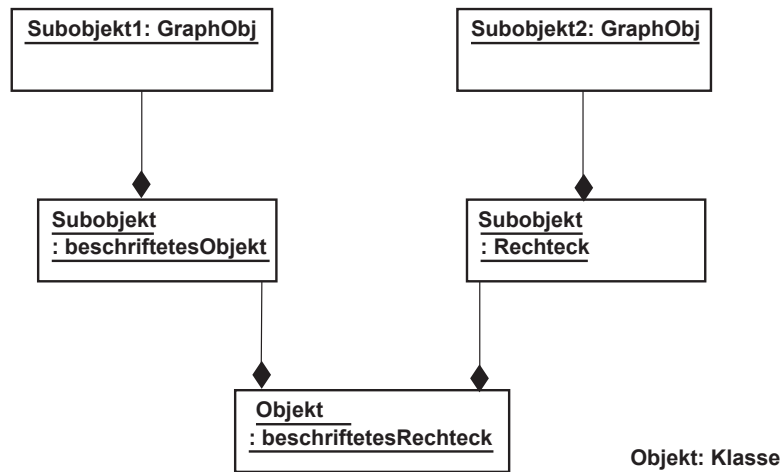 Subobjekt1: GraphObj
Subobjekt2: GraphObj
Subobjekt
: beschriftetesObjekt
Subobjekt
: Rechteck
Objekt
: beschriftetesRechteck
Objekt: Klasse